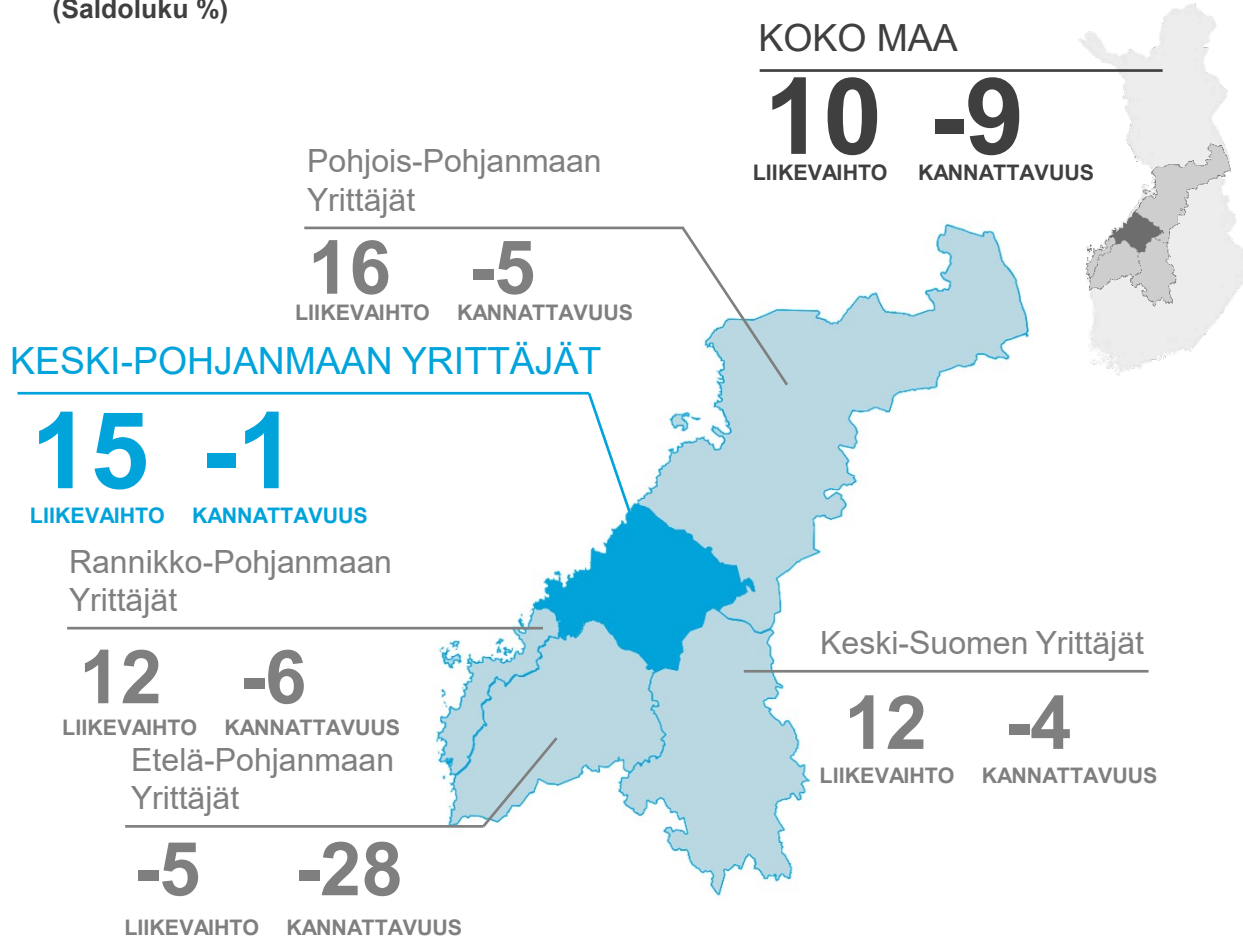 (Saldoluku %)
KOKO MAA
10 -9
LIIKEVAIHTO KANNATTAVUUS
Pohjois-Pohjanmaan
Yrittäjät
16 -5
LIIKEVAIHTO KANNATTAVUUS
KESKI-POHJANMAAN YRITTÄJÄT
15 -1
LIIKEVAIHTO KANNATTAVUUS
Rannikko-Pohjanmaan
Yrittäjät
12 -6
LIIKEVAIHTO KANNATTAVUUS
Keski-Suomen Yrittäjät
12 -4
LIIKEVAIHTO KANNATTAVUUS
Etelä-Pohjanmaan
Yrittäjät
-5 -28
LIIKEVAIHTO KANNATTAVUUS